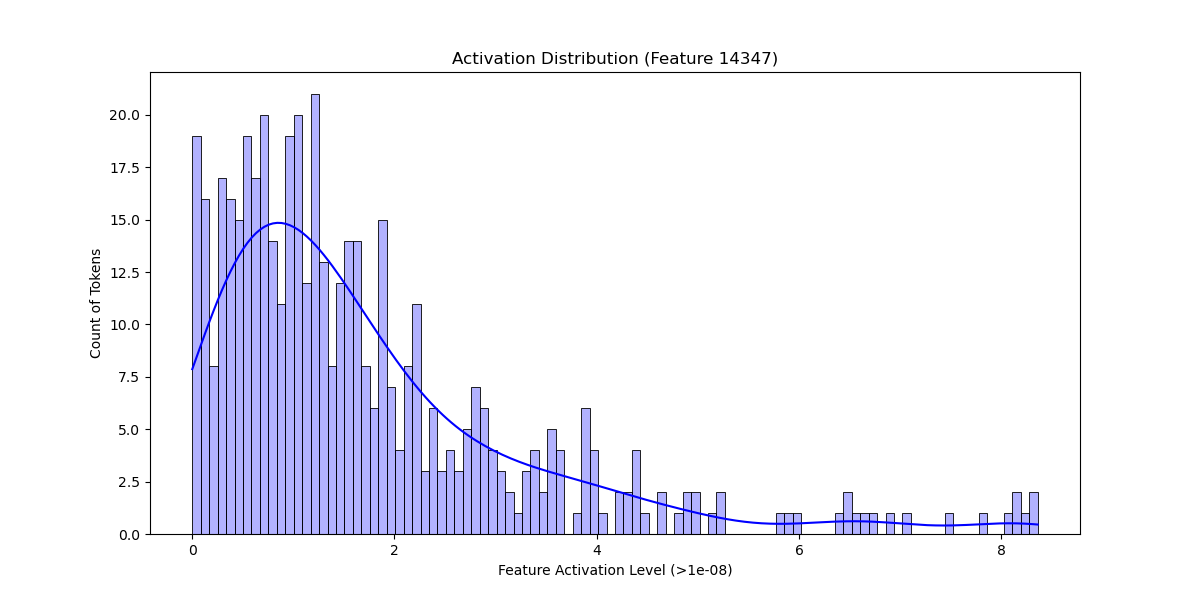 Activation Distribution (Feature 14347)
Count of Tokens
20.0
17.5
15.0
12.5
10.0
7.5
5.0
2.5
0.0
0 2 4 6 8
Feature Activation Level (>1e-08)